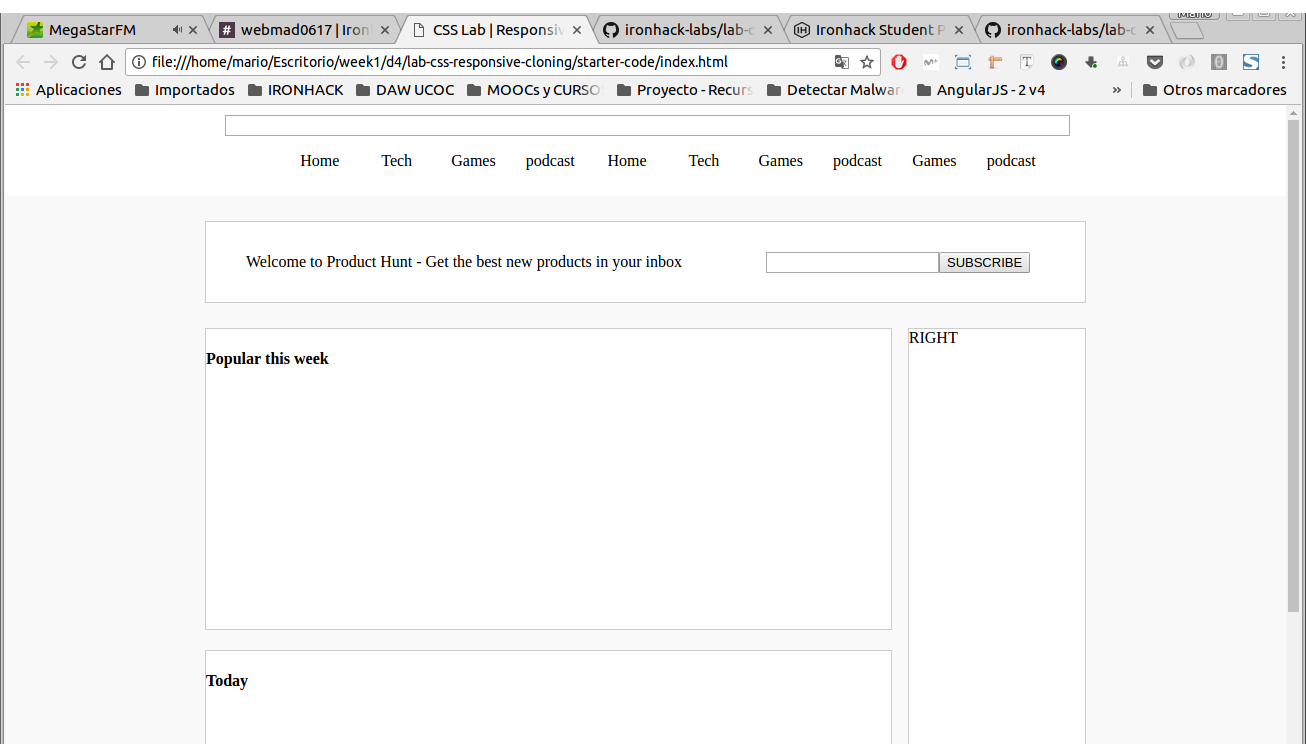 Mario
MegaStarFM
# webmad0617 | Iron
CSS Lab | Responsiv
ironhack-labs/lab-c
IH Ironhack Student P
ironhack-labs/lab-c
file:///home/mario/Escritorio/week1/d4/lab-css-responsive-cloning/starter-code/index.html
Aplicaciones Importados IRONHACK DAW UCOC MOOCs y CURSO Proyecto - Recurs Detectar Malwar AngularJS - 2 v4 » Otros marcadores
Home Tech Games podcast Home Tech Games podcast Games podcast
Welcome to Product Hunt - Get the best new products in your inbox
SUBSCRIBE
Popular this week
RIGHT
Today